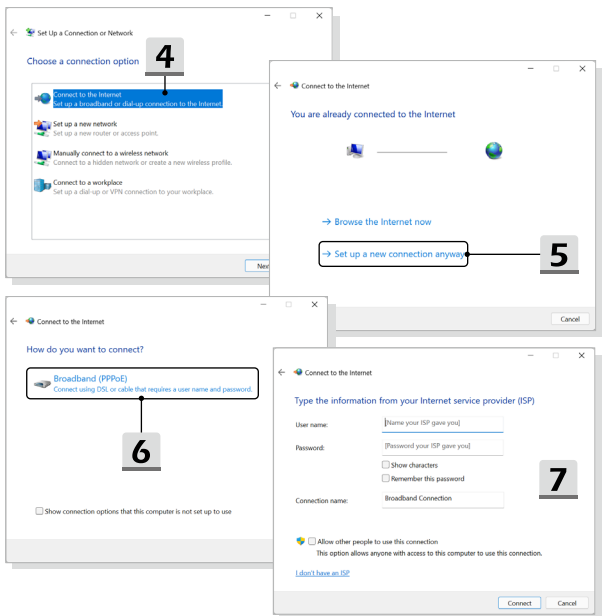 Set Up a Connection or Network
Choose a connection option
4
Connect to the Internet
Set up a broadband or dial-up connection to the Internet.
Set up a new network
Set up a new router or access point.
Manually connect to a wireless network
Connect to a hidden network or create a new wireless profile.
Connect to a workplace
Set up a dial-up or VPN connection to your workplace.
Connect to the Internet
You are already connected to the Internet
→ Browse the Internet now
→ Set up a new connection anyway
5
Cancel
Connect to the Internet
How do you want to connect?
Broadband (PPPoE)
Connect using DSL or cable that requires a user name and password.
6
Show connection options that this computer is not set up to use
Connect to the Internet
Type the information from your Internet service provider (ISP)
User name: [Name your ISP gave you]
Password: [Password your ISP gave you]
Show characters
Remember this password
7
Connection name: Broadband Connection
Allow other people to use this connection
This option allows anyone with access to this computer to use this connection.
I don't have an ISP
Connect Cancel